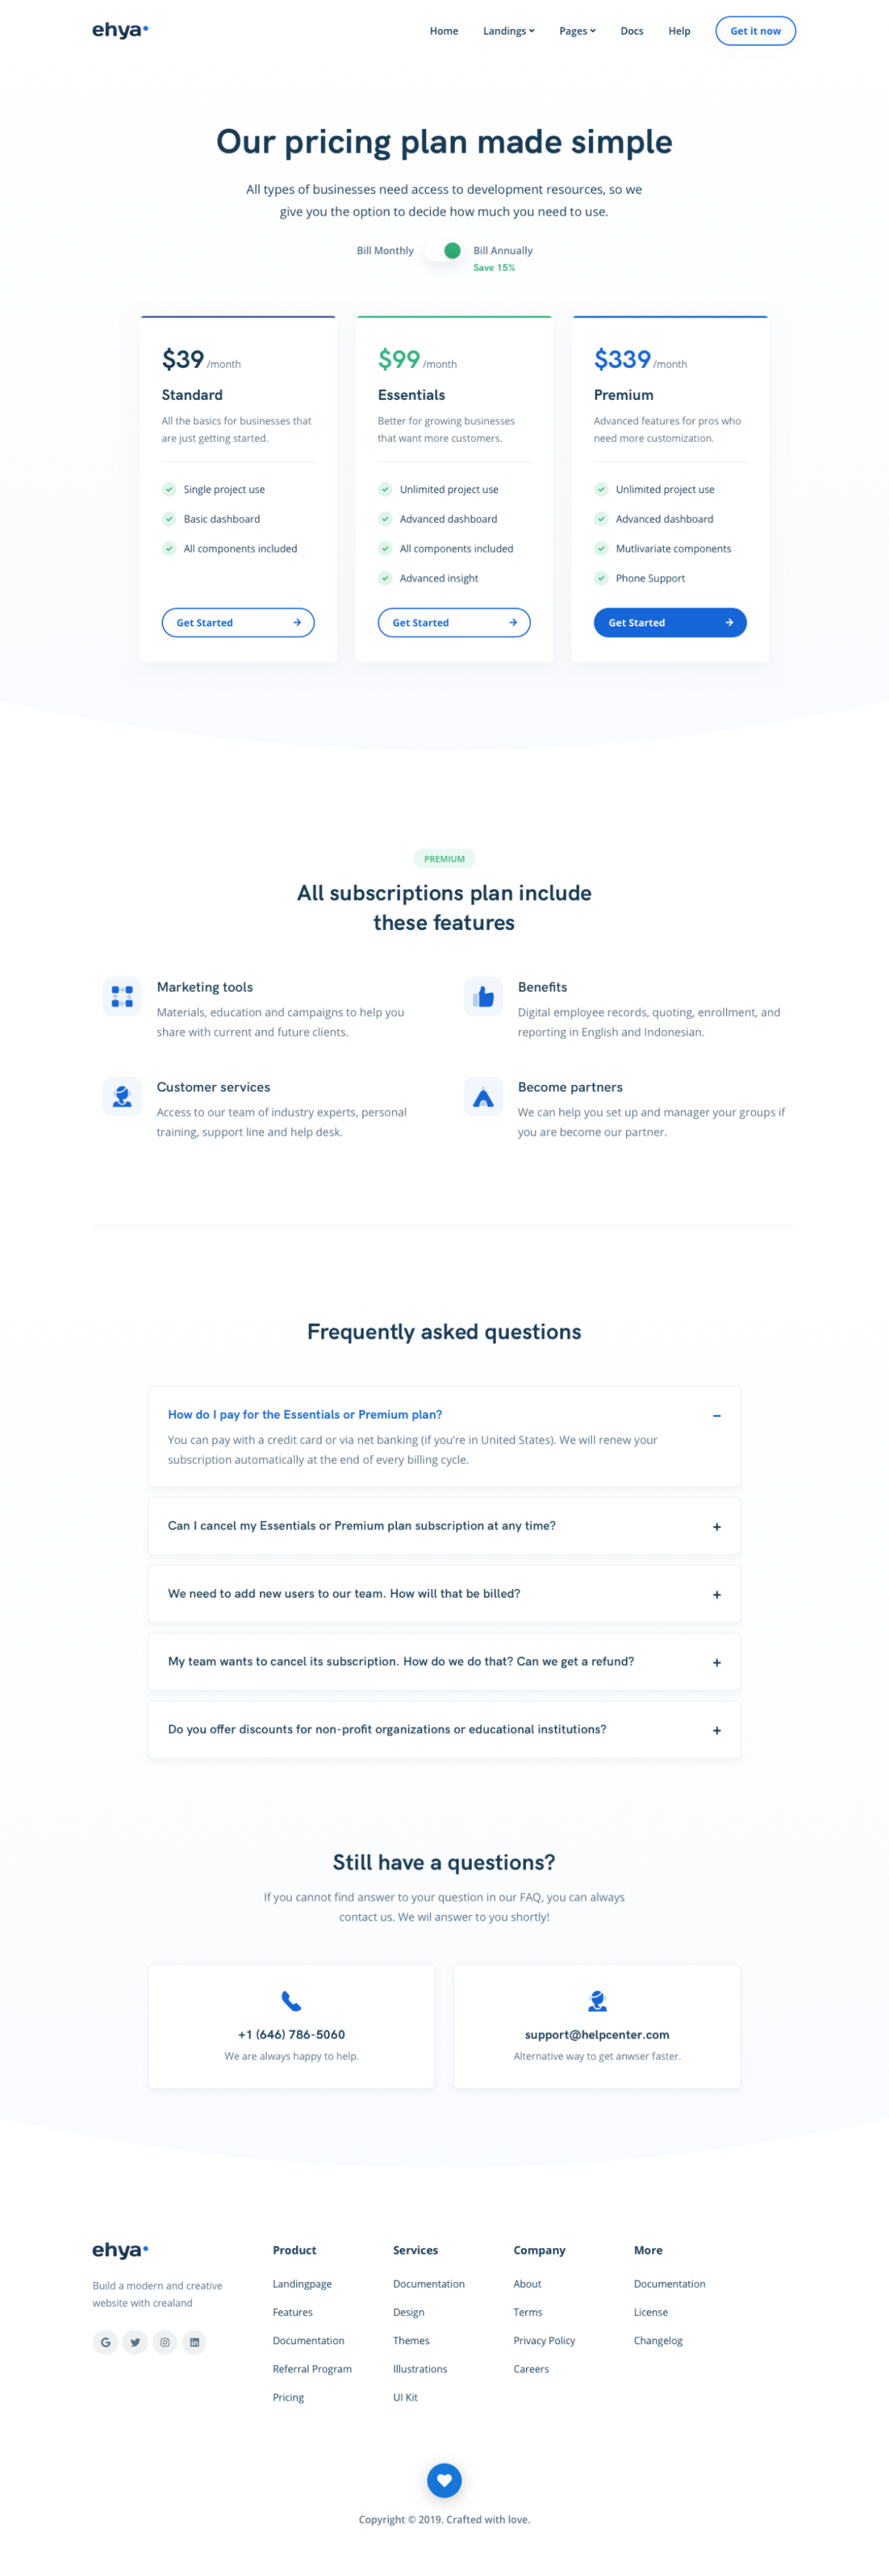 ehya
Home Landings Pages Docs Help Get it now
Our pricing plan made simple
All types of businesses need access to development resources, so we
give you the option to decide how much you need to use.
Bill Monthly Bill Annually
Save 15%
$39 /month
Standard
All the basics for businesses that
are just getting started.
Single project use
Basic dashboard
All components included
Get Started
$99 /month
Essentials
Better for growing businesses
that want more customers.
Unlimited project use
Advanced dashboard
All components included
Advanced insight
Get Started
$339 /month
Premium
Advanced features for pros who
need more customization.
Unlimited project use
Advanced dashboard
Mutlivariate components
Phone Support
Get Started
PREMIUM
All subscriptions plan include
these features
Marketing tools
Materials, education and campaigns to help you
share with current and future clients.
Benefits
Digital employee records, quoting, enrollment, and
reporting in English and Indonesian.
Customer services
Access to our team of industry experts, personal
training, support line and help desk.
Become partners
We can help you set up and manager your groups if
you are become our partner.
Frequently asked questions
How do I pay for the Essentials or Premium plan?
You can pay with a credit card or via net banking (if you're in United States). We will renew your
subscription automatically at the end of every billing cycle.
Can I cancel my Essentials or Premium plan subscription at any time?
We need to add new users to our team. How will that be billed?
My team wants to cancel its subscription. How do we do that? Can we get a refund?
Do you offer discounts for non-profit organizations or educational institutions?
Still have a questions?
If you cannot find answer to your question in our FAQ, you can always
contact us. We wil answer to you shortly!
+1 (646) 786-5060
We are always happy to help.
support@helpcenter.com
Alternative way to get anwser faster.
ehya
Build a modern and creative
website with crealand
Product
Landingpage
Features
Documentation
Referral Program
Pricing
Services
Documentation
Design
Themes
Illustrations
UI Kit
Company
About
Terms
Privacy Policy
Careers
More
Documentation
License
Changelog
Copyright © 2019. Crafted with love.